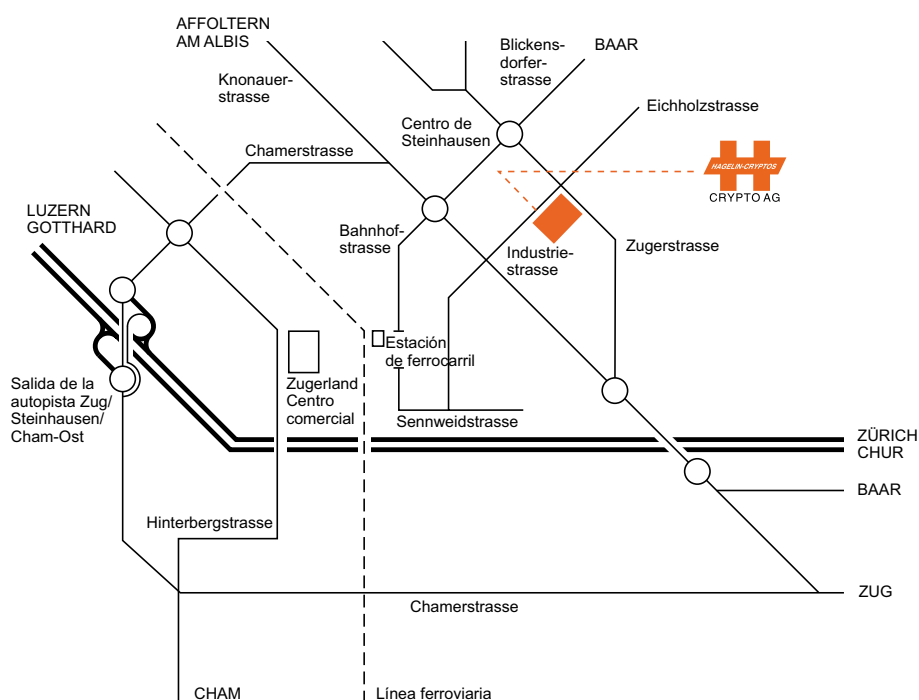 AFFOLTERN
AM ALBIS
Blickens-
dorfer-
strasse
BAAR
Knonauer-
strasse
Eichholzstrasse
Centro de
Steinhausen
Chamerstrasse
HAGELIN-CRYPTOS
CRYPTO AG
LUZERN
GOTTHARD
Bahnhof-
strasse
Industrie-
strasse
Zugerstrasse
Estación
de ferrocarril
Salida de la
autopista Zug/
Steinhausen/
Cham-Ost
Zugerland
Centro
comercial
Sennweidstrasse
ZÜRICH
CHUR
BAAR
Hinterbergstrasse
ZUG
Chamerstrasse
CHAM
Línea ferroviaria